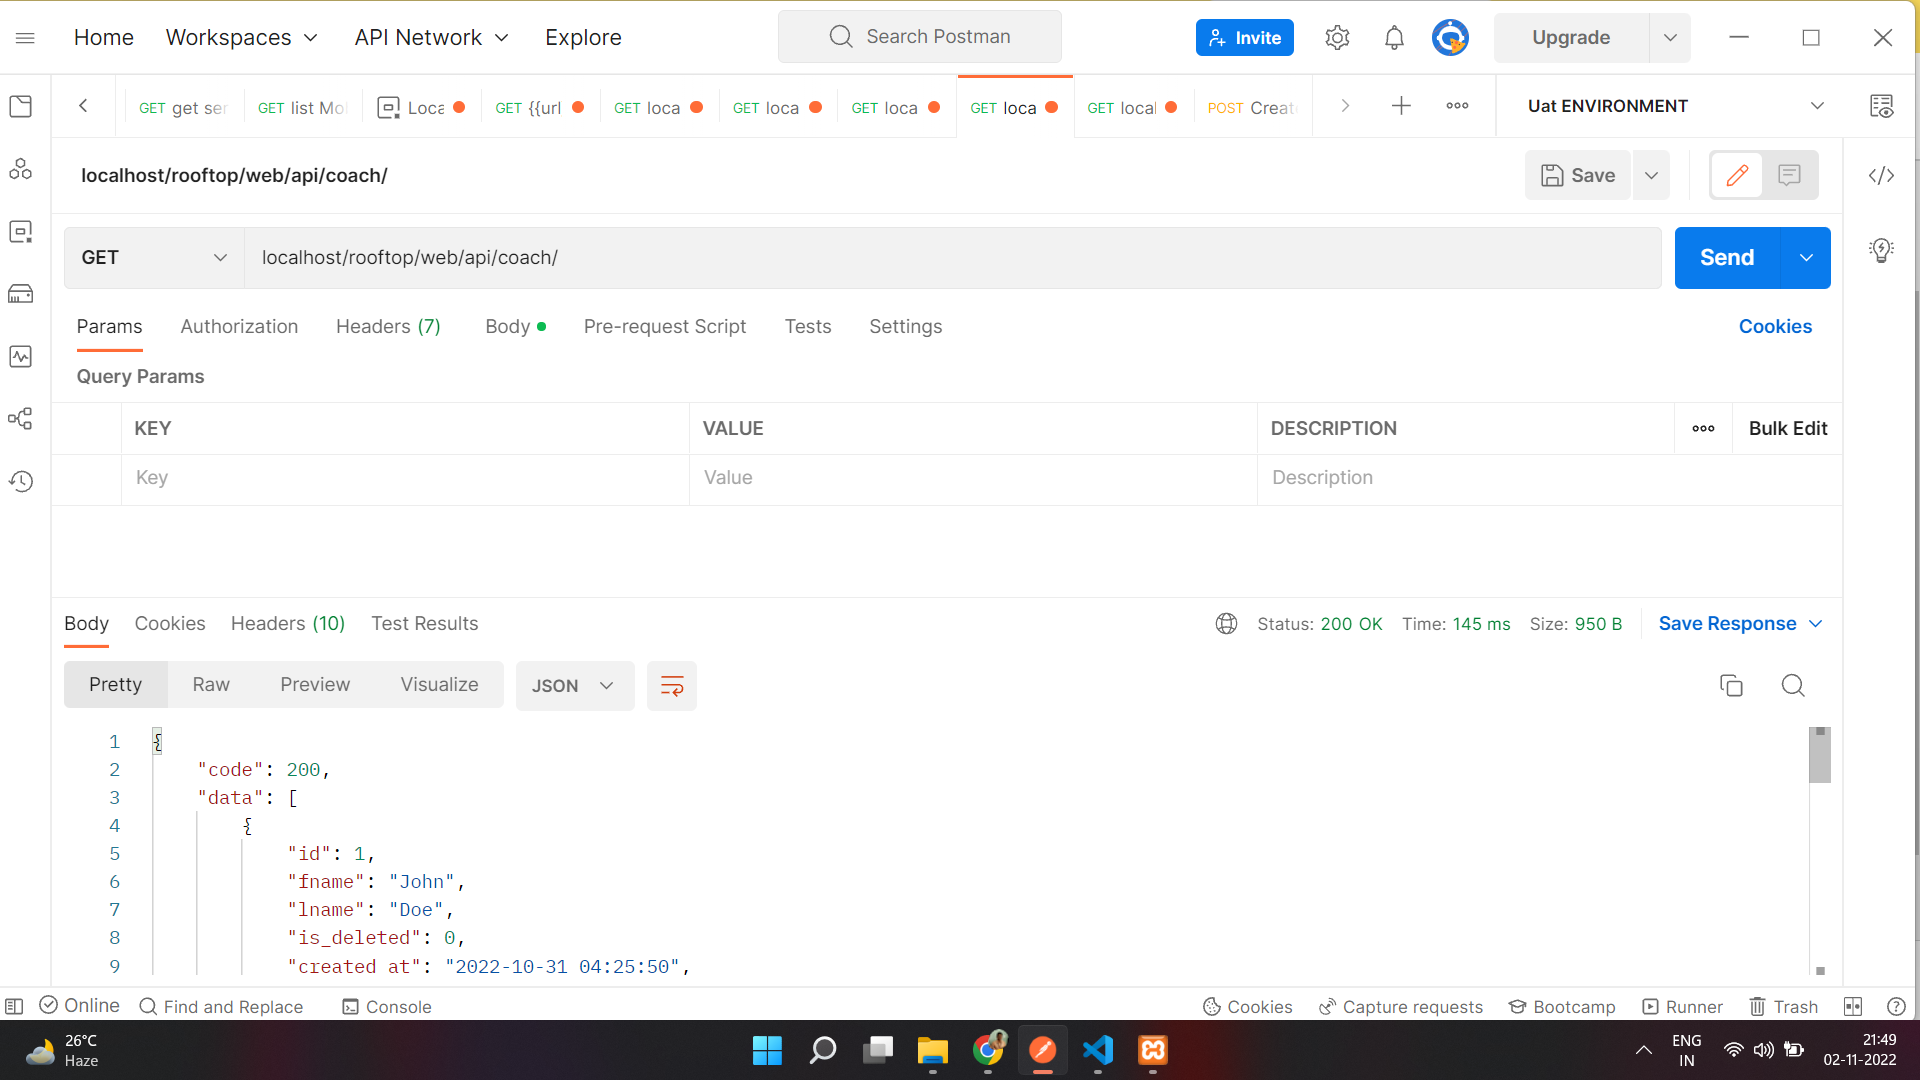 Home Workspaces API Network Explore Search Postman Invite Upgrade
GET get ser GET list Mo Loca GET {{url GET loca GET loca GET loca GET loca GET local POST Creat Uat ENVIRONMENT
localhost/rooftop/web/api/coach/ Save
GET localhost/rooftop/web/api/coach/ Send
Params Authorization Headers (7) Body Pre-request Script Tests Settings Cookies
Query Params
KEY VALUE DESCRIPTION Bulk Edit
Key Value Description
Body Cookies Headers (10) Test Results Status: 200 OK Time: 145 ms Size: 950 B Save Response
Pretty Raw Preview Visualize JSON
1 {
2 "code": 200,
3 "data": [
4 {
5 "id": 1,
6 "fname": "John",
7 "lname": "Doe",
8 "is_deleted": 0,
9 "created at": "2022-10-31 04:25:50",
Online Find and Replace Console Cookies Capture requests Bootcamp Runner Trash
26°C
Haze
ENG
IN
21:49
02-11-2022